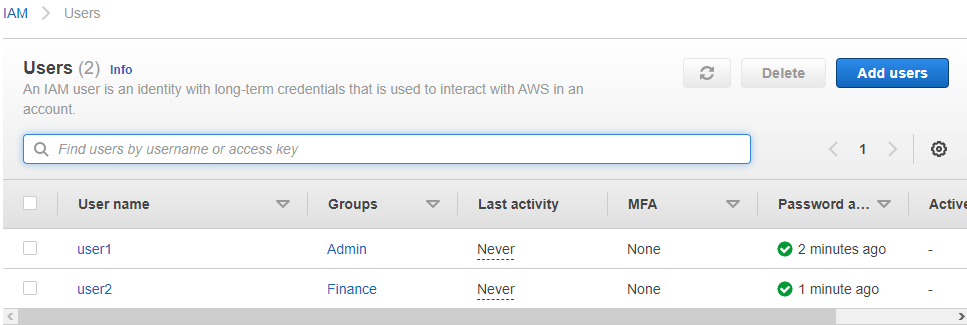 IAM > Users
Users (2) Info
Delete
Add users
An IAM user is an identity with long-term credentials that is used to interact with AWS in an
account.
Find users by username or access key
1
User name Groups Last activity MFA Password a... Active
user1 Admin Never None 2 minutes ago -
user2 Finance Never None 1 minute ago -